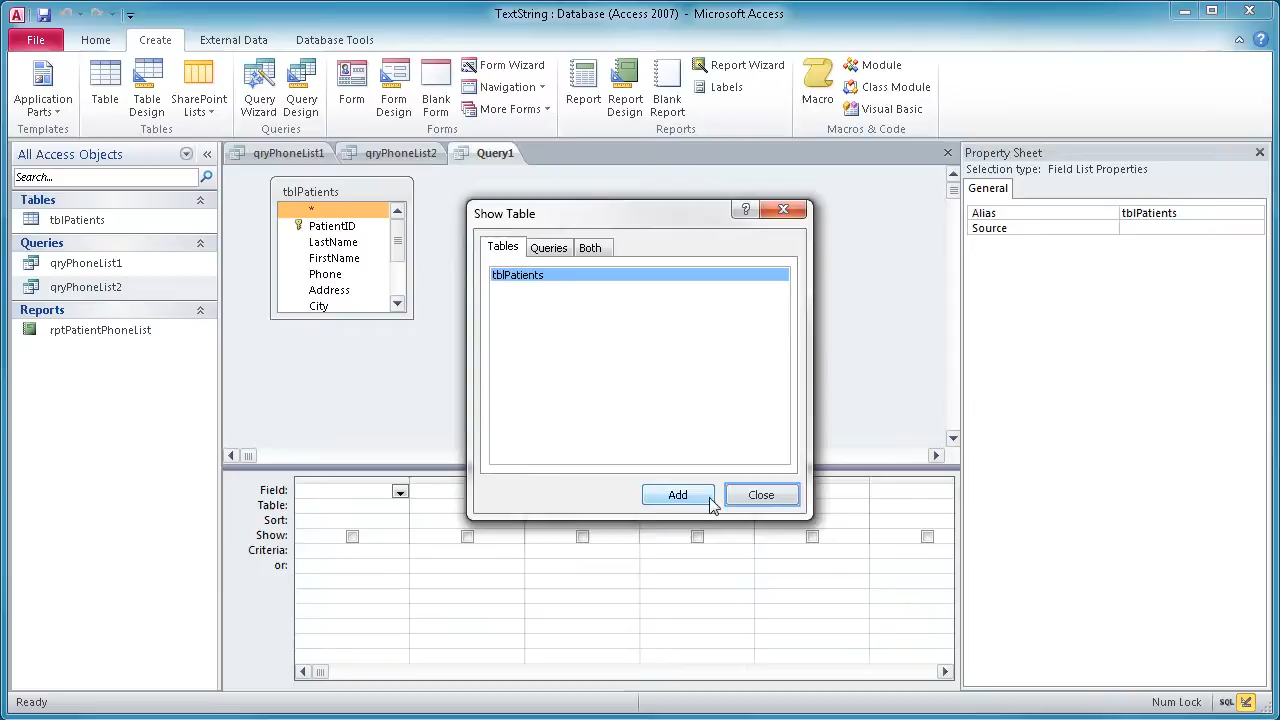 TextString : Database (Access 2007) - Microsoft Access
File Home Create External Data Database Tools
Application Parts
Templates
Table
Table Design
SharePoint Lists
Tables
Query Wizard
Query Design
Queries
Form
Form Design
Blank Form
Form Wizard
Navigation
More Forms
Forms
Report
Report Design
Blank Report
Report Wizard
Labels
Reports
Macro
Module
Class Module
Visual Basic
Macros & Code
All Access Objects
Search...
Tables
tblPatients
Queries
qryPhoneList1
qryPhoneList2
Reports
rptPatientPhoneList
qryPhoneList1 qryPhoneList2 Query1
tblPatients
*
PatientID
LastName
FirstName
Phone
Address
City
Show Table
Tables Queries Both
tblPatients
Add Close
Field:
Table:
Sort:
Show:
Criteria:
or:
Property Sheet
Selection type: Field List Properties
General
Alias tblPatients
Source
Ready
Num Lock SQL